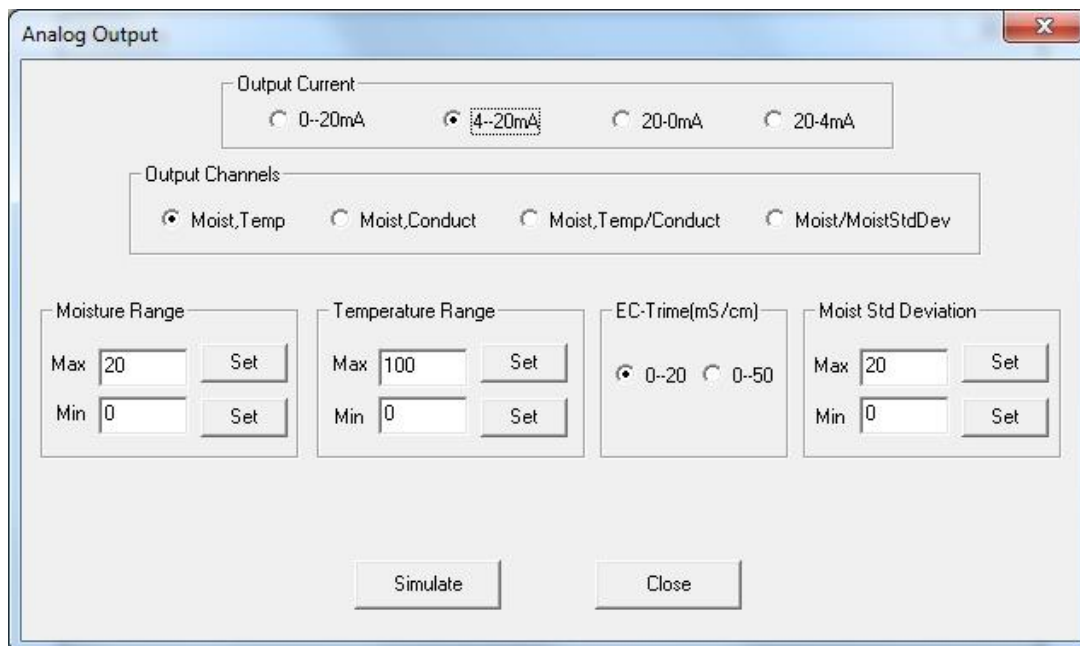 Analog Output
Output Current
0--20mA 4--20mA 20-0mA 20-4mA
Output Channels
Moist,Temp Moist,Conduct Moist,Temp/Conduct Moist/MoistStdDev
Moisture Range
Max 20 Set
Min 0 Set
Temperature Range
Max 100 Set
Min 0 Set
EC-Trime(mS/cm)
0--20 0--50
Moist Std Deviation
Max 20 Set
Min 0 Set
Simulate Close